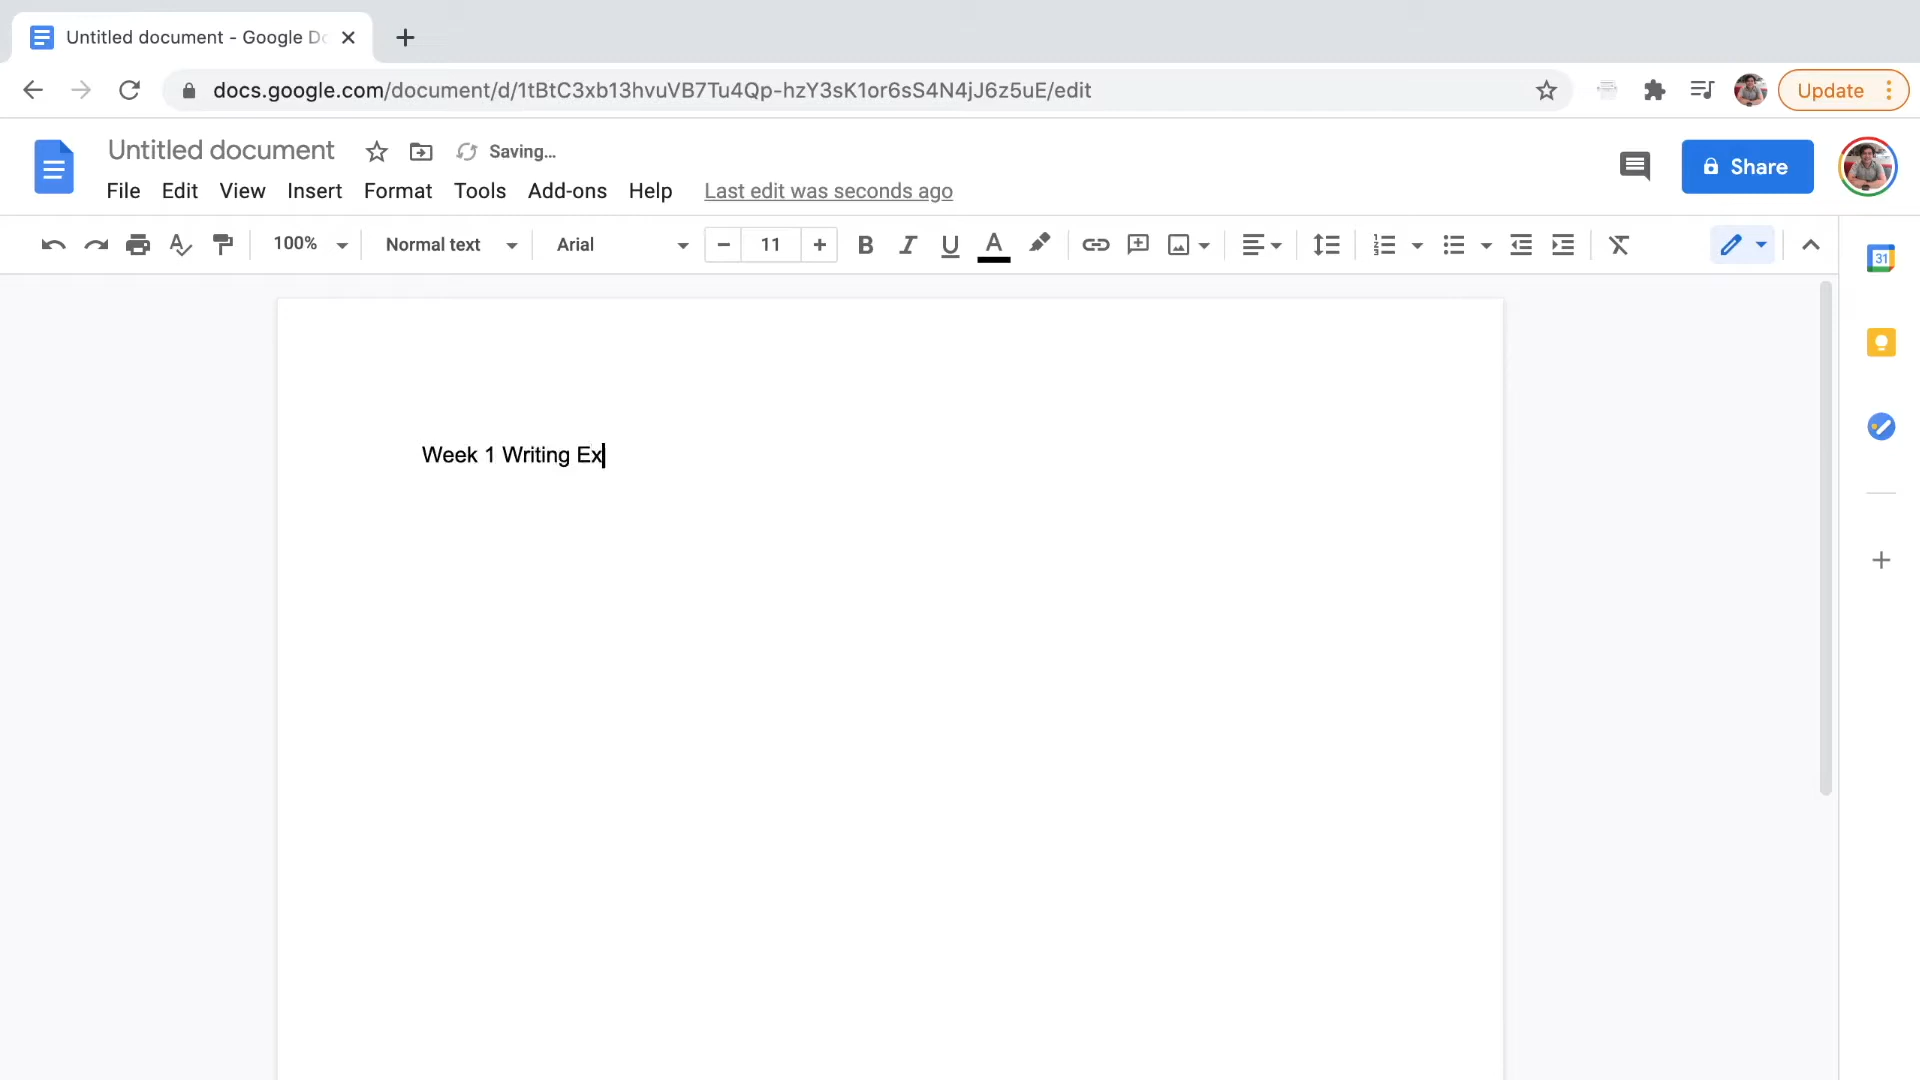 Untitled document - Google Do
docs.google.com/document/d/1tBtC3xb13hvuVB7Tu4Qp-hzY3sK1or6sS4N4jJ6z5uE/edit
Update
Untitled document
Saving...
File Edit View Insert Format Tools Add-ons Help Last edit was seconds ago
Share
100% Normal text Arial 11 B I U A
31
Week 1 Writing Ex